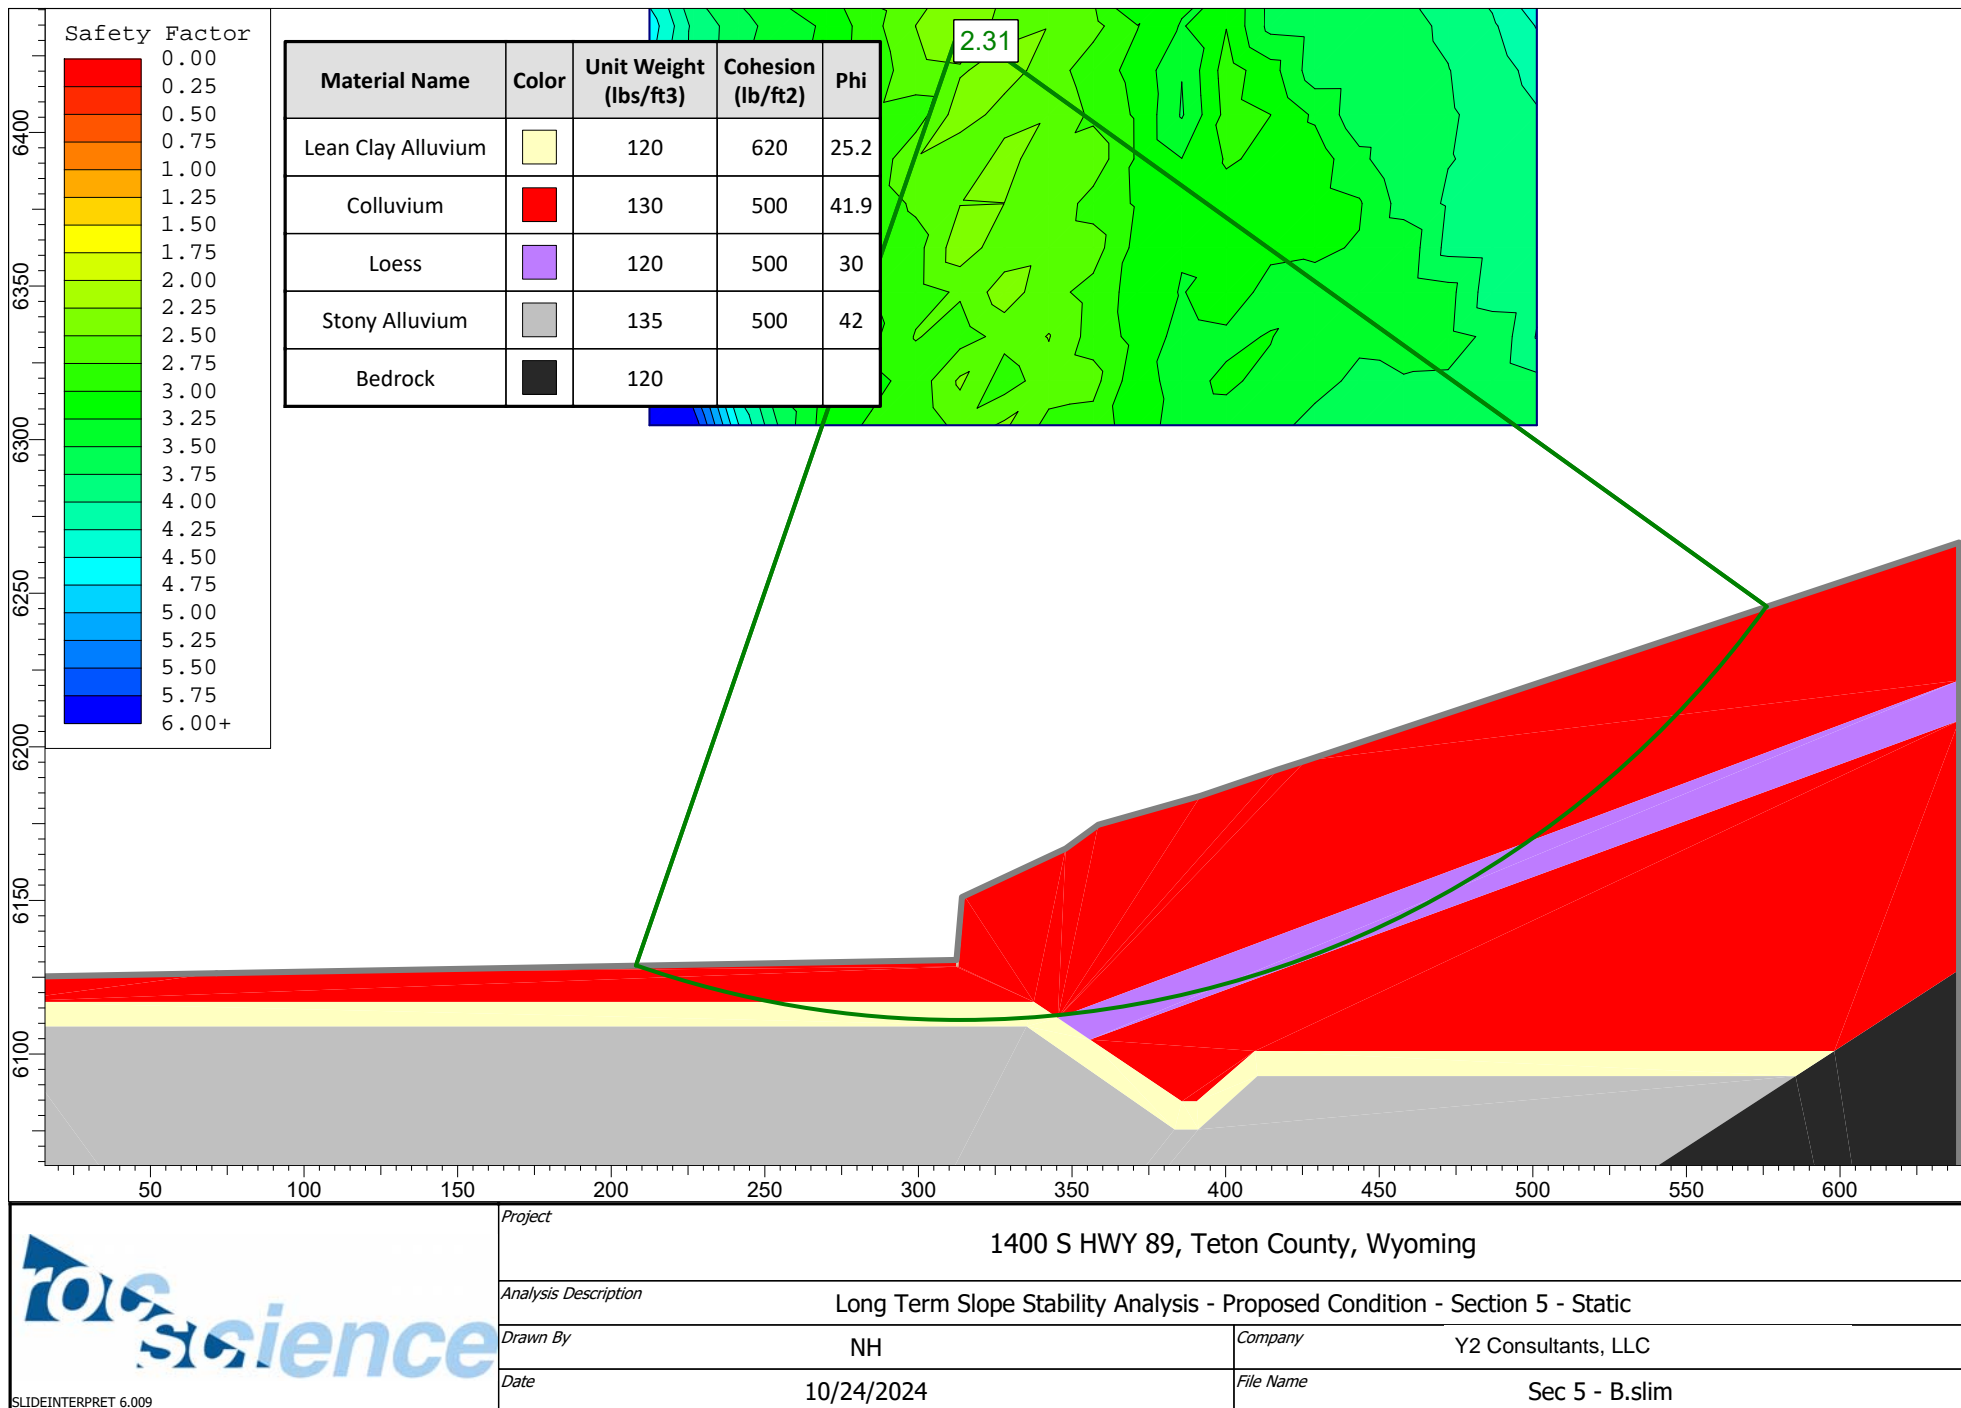 Safety Factor
0.00
0.25
0.50
0.75
1.00
1.25
1.50
1.75
2.00
2.25
2.50
2.75
3.00
3.25
3.50
3.75
4.00
4.25
4.50
4.75
5.00
5.25
5.50
5.75
6.00+
Material Name Color Unit Weight (lbs/ft3) Cohesion (lb/ft2) Phi
Lean Clay Alluvium 120 620 25.2
Colluvium 130 500 41.9
Loess 120 500 30
Stony Alluvium 135 500 42
Bedrock 120
2.31
6400
6350
6300
6250
6200
6150
6100
50 100 150 200 250 300 350 400 450 500 550 600
rocscience
SLIDEINTERPRET 6.009
Project
1400 S HWY 89, Teton County, Wyoming
Analysis Description
Long Term Slope Stability Analysis - Proposed Condition - Section 5 - Static
Drawn By
NH
Company
Y2 Consultants, LLC
Date
10/24/2024
File Name
Sec 5 - B.slim